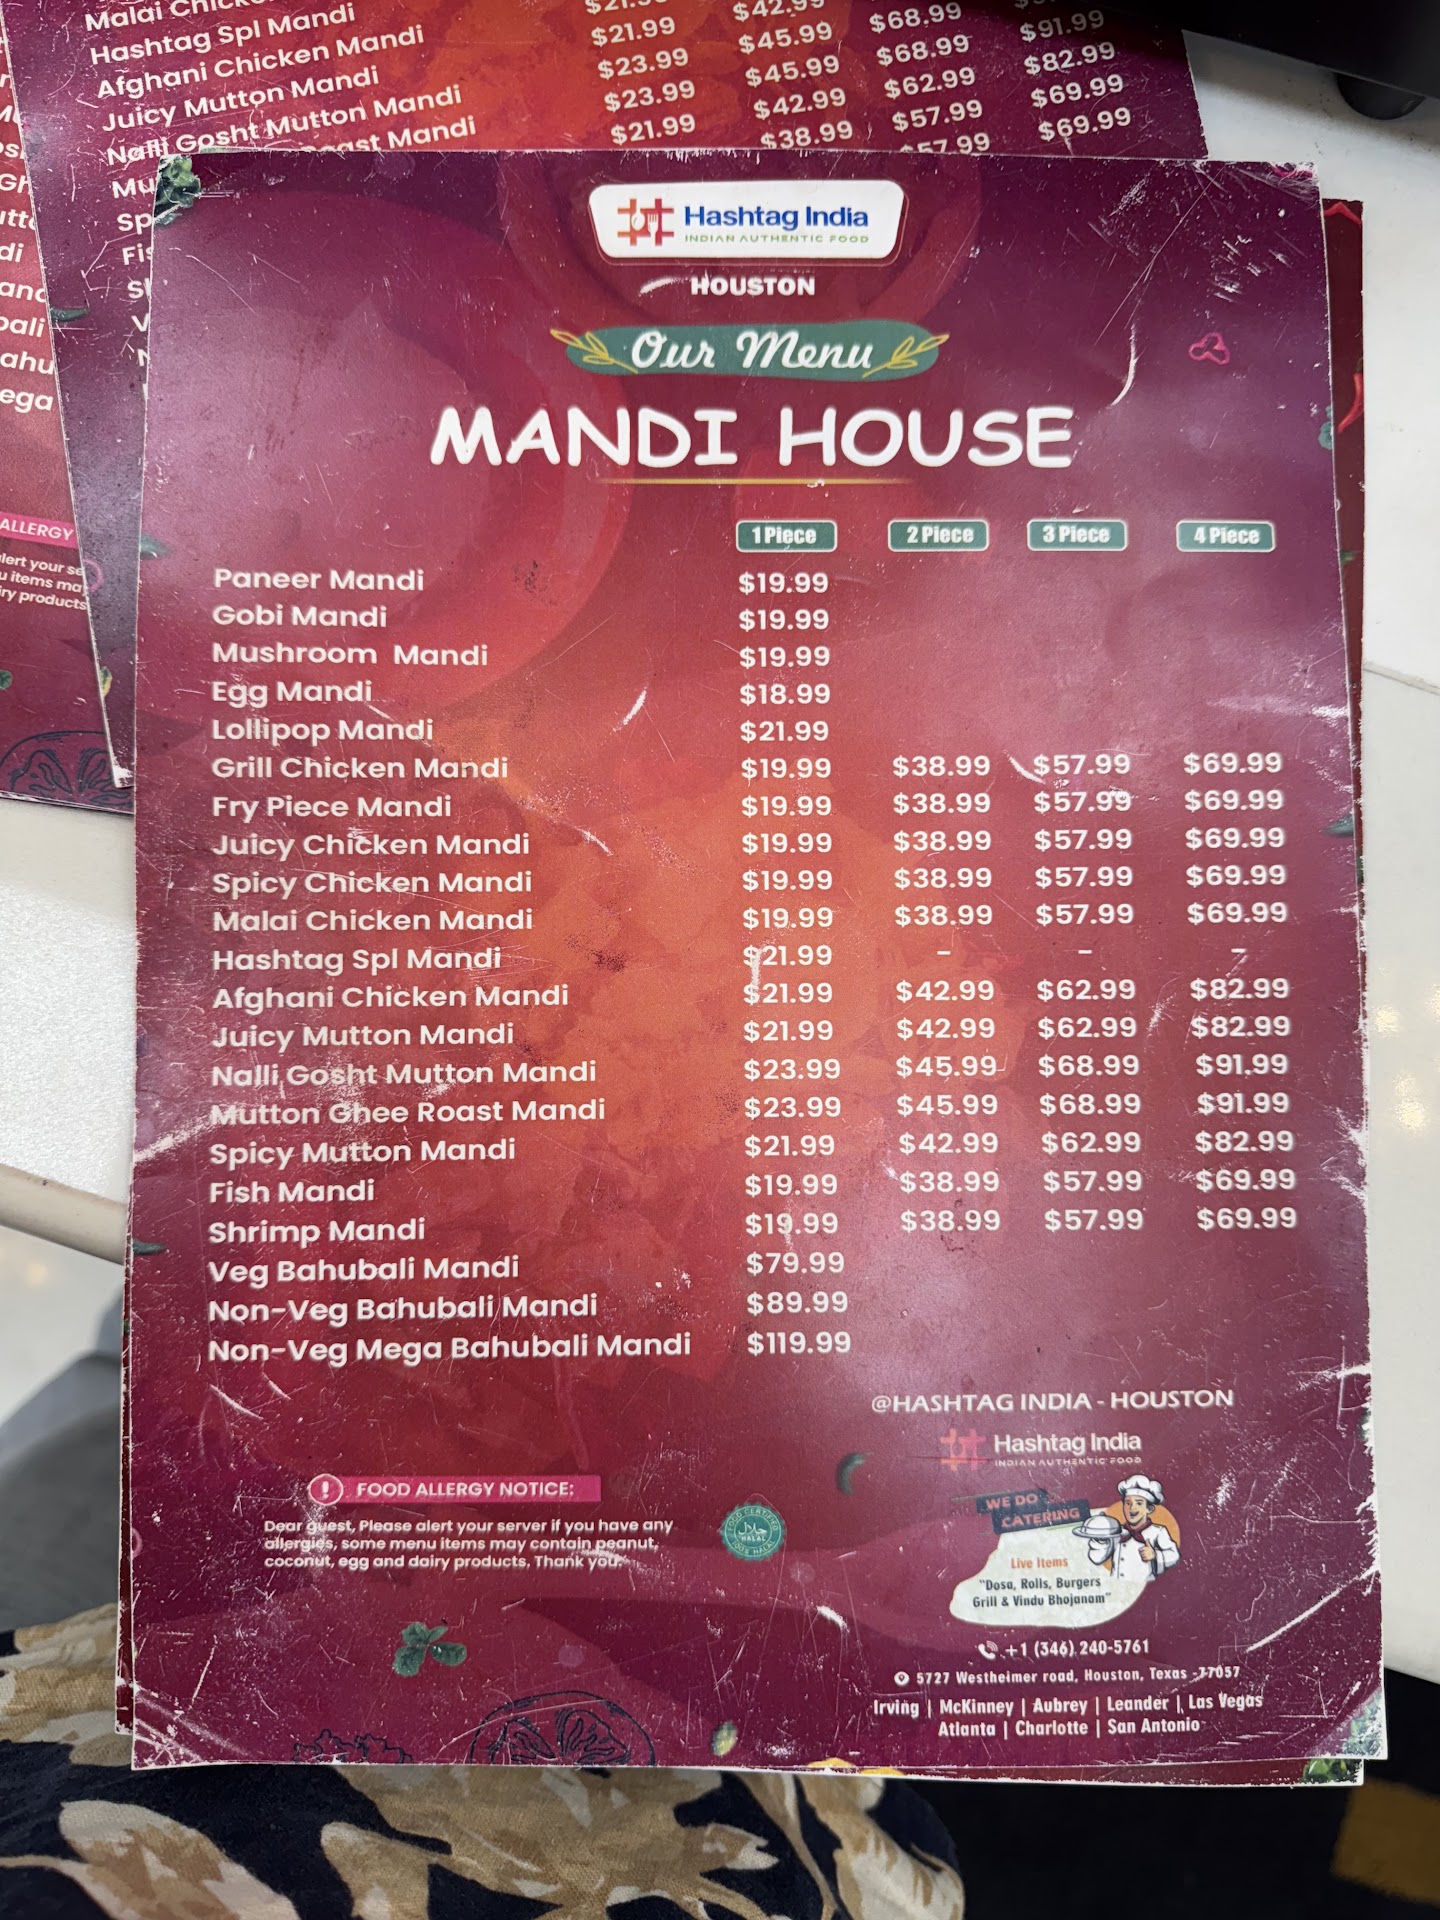 Malai
Hashtag Spl Mandi $21.99 $42.99 $68.99 $91.99
Afghani Chicken Mandi $23.99 $45.99 $68.99 $82.99
Juicy Mutton Mandi $23.99 $45.99 $62.99 $69.99
Nalli Gosht Mutton Mandi $21.99 $42.99 $57.99 $69.99
Mandi $38.99
ALLERGY
Hashtag India
INDIAN AUTHENTIC FOOD
HOUSTON
Our Menu
MANDI HOUSE
1 Piece 2 Piece 3 Piece 4 Piece
Paneer Mandi $19.99
Gobi Mandi $19.99
Mushroom Mandi $19.99
Egg Mandi $18.99
Lollipop Mandi $21.99
Grill Chicken Mandi $19.99 $38.99 $57.99 $69.99
Fry Piece Mandi $19.99 $38.99 $57.99 $69.99
Juicy Chicken Mandi $19.99 $38.99 $57.99 $69.99
Spicy Chicken Mandi $19.99 $38.99 $57.99 $69.99
Malai Chicken Mandi $19.99 $38.99 $57.99 $69.99
Hashtag Spl Mandi $21.99 - - -
Afghani Chicken Mandi $21.99 $42.99 $62.99 $82.99
Juicy Mutton Mandi $21.99 $42.99 $62.99 $82.99
Nalli Gosht Mutton Mandi $23.99 $45.99 $68.99 $91.99
Mutton Ghee Roast Mandi $23.99 $45.99 $68.99 $91.99
Spicy Mutton Mandi $21.99 $42.99 $62.99 $82.99
Fish Mandi $19.99 $38.99 $57.99 $69.99
Shrimp Mandi $19.99 $38.99 $57.99 $69.99
Veg Bahubali Mandi $79.99
Non-Veg Bahubali Mandi $89.99
Non-Veg Mega Bahubali Mandi $119.99
@HASHTAG INDIA - HOUSTON
Hashtag India
INDIAN AUTHENTIC FOOD
! FOOD ALLERGY NOTICE:
Dear guest, Please alert your server if you have any
allergies, some menu items may contain peanut,
coconut, egg and dairy products. Thank you.
حلال
HALAL
WE DO
CATERING
Live Items
"Dosa, Rolls, Burgers
Grill & Vindu Bhojanam"
+1 (346) 240-5761
5727 Westheimer road, Houston, Texas -77057
Irving | McKinney | Aubrey | Leander | Las Vegas
Atlanta | Charlotte | San Antonio